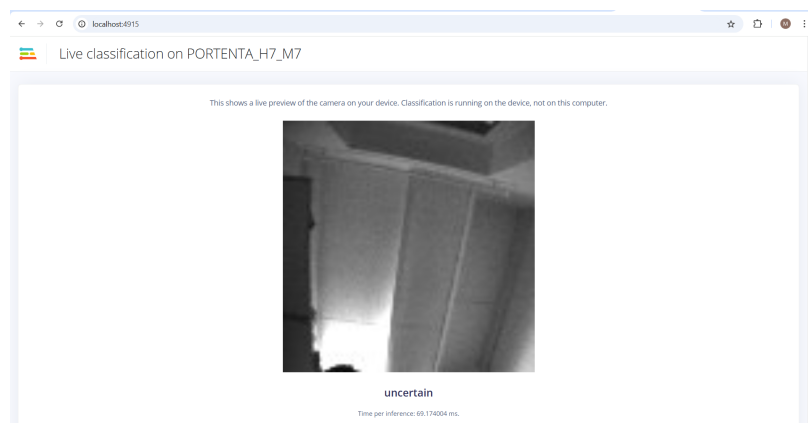 localhost:4915
M
Live classification on PORTENTA_H7_M7
This shows a live preview of the camera on your device. Classification is running on the device, not on this computer.
uncertain
Time per inference: 69.174004 ms.